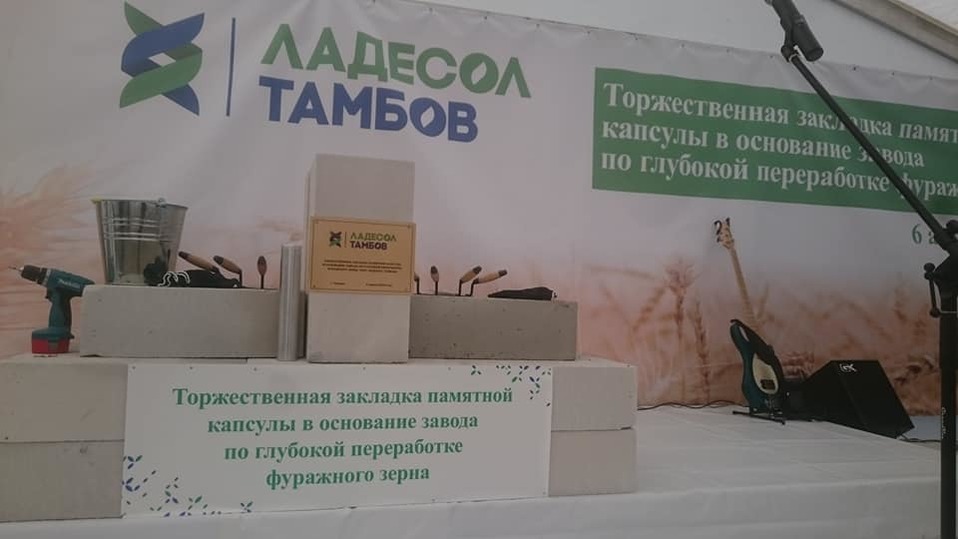 ЛАДЕСОЛ
ТАМБОВ
Торжественная закладка
капсулы в основание завода
по глубокой переработке
6
ЛАДЕСОЛ
ТАМБОВ
Торжественная закладка памятной
капсулы в основание завода
по глубокой переработке
фуражного зерна